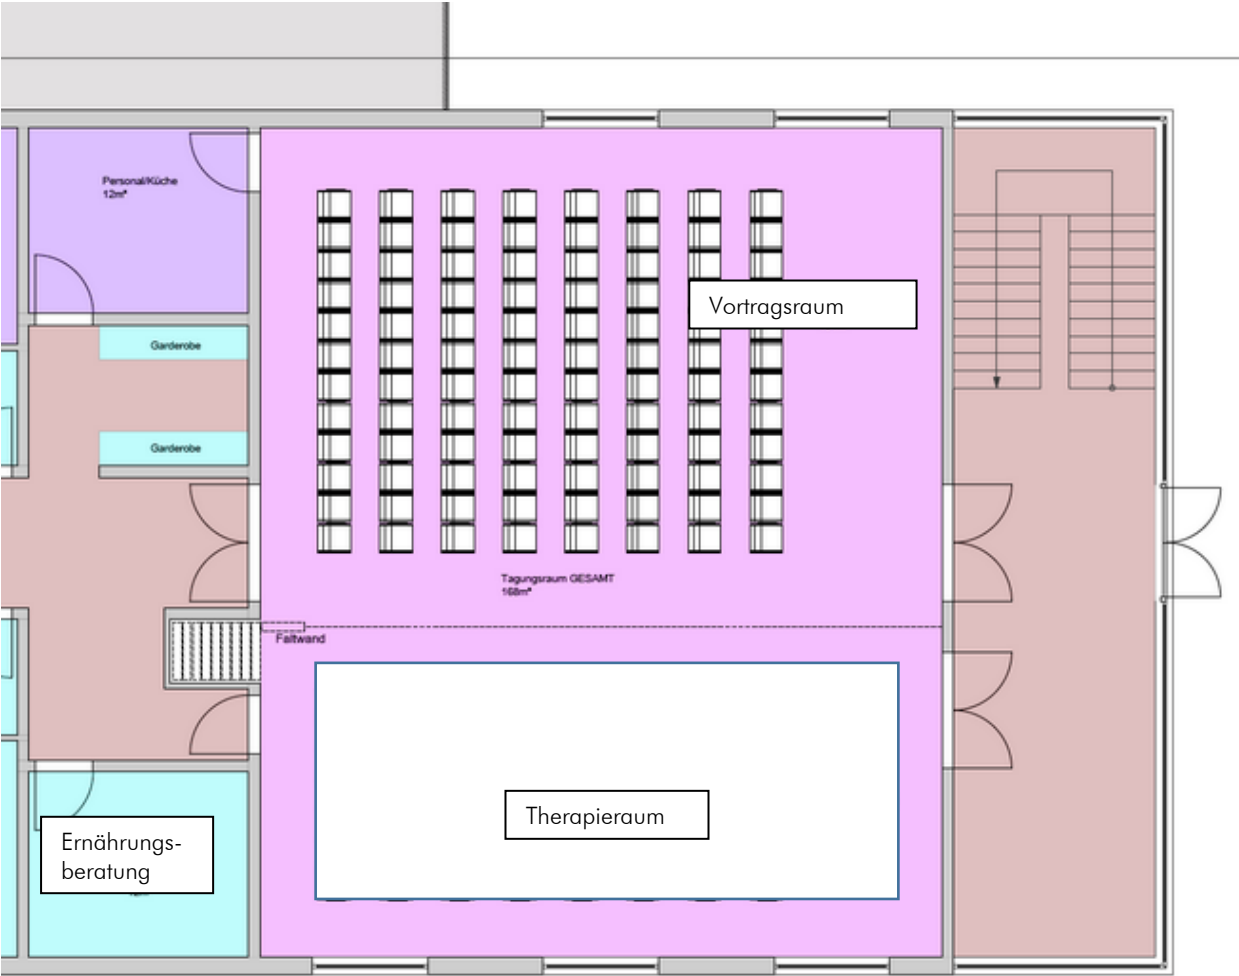 Personal/Küche
12m²
Garderobe
Vortragsraum
Garderobe
Tagungsraum GESAMT
168m²
Faltwand
Therapieraum
Ernährungs-
beratung